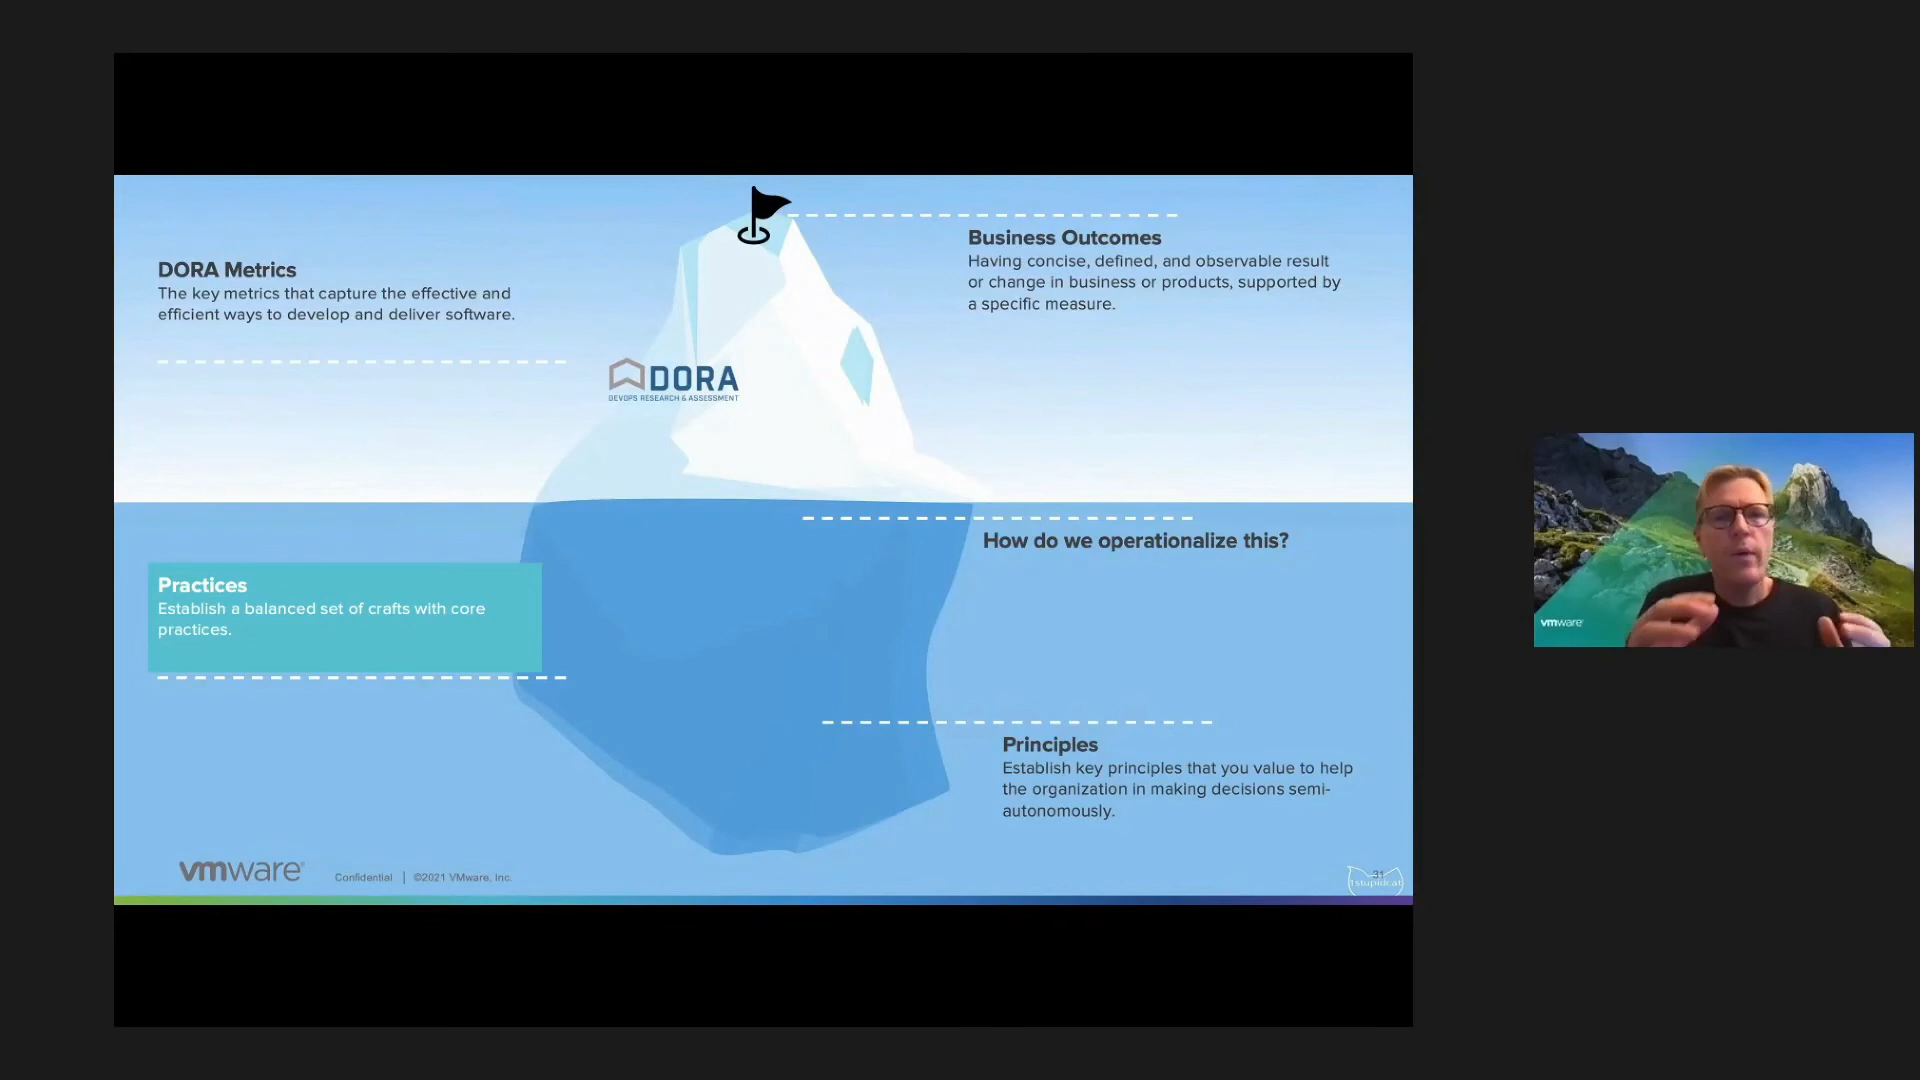 DORA Metrics
The key metrics that capture the effective and
efficient ways to develop and deliver software.
Business Outcomes
Having concise, defined, and observable result
or change in business or products, supported by
a specific measure.
DORA
DEVOPS RESEARCH & ASSESSMENT
How do we operationalize this?
Practices
Establish a balanced set of crafts with core
practices.
Principles
Establish key principles that you value to help
the organization in making decisions semi-
autonomously.
vmware®
Confidential | ©2021 VMware, Inc.
31
1stupidcat
vmware®